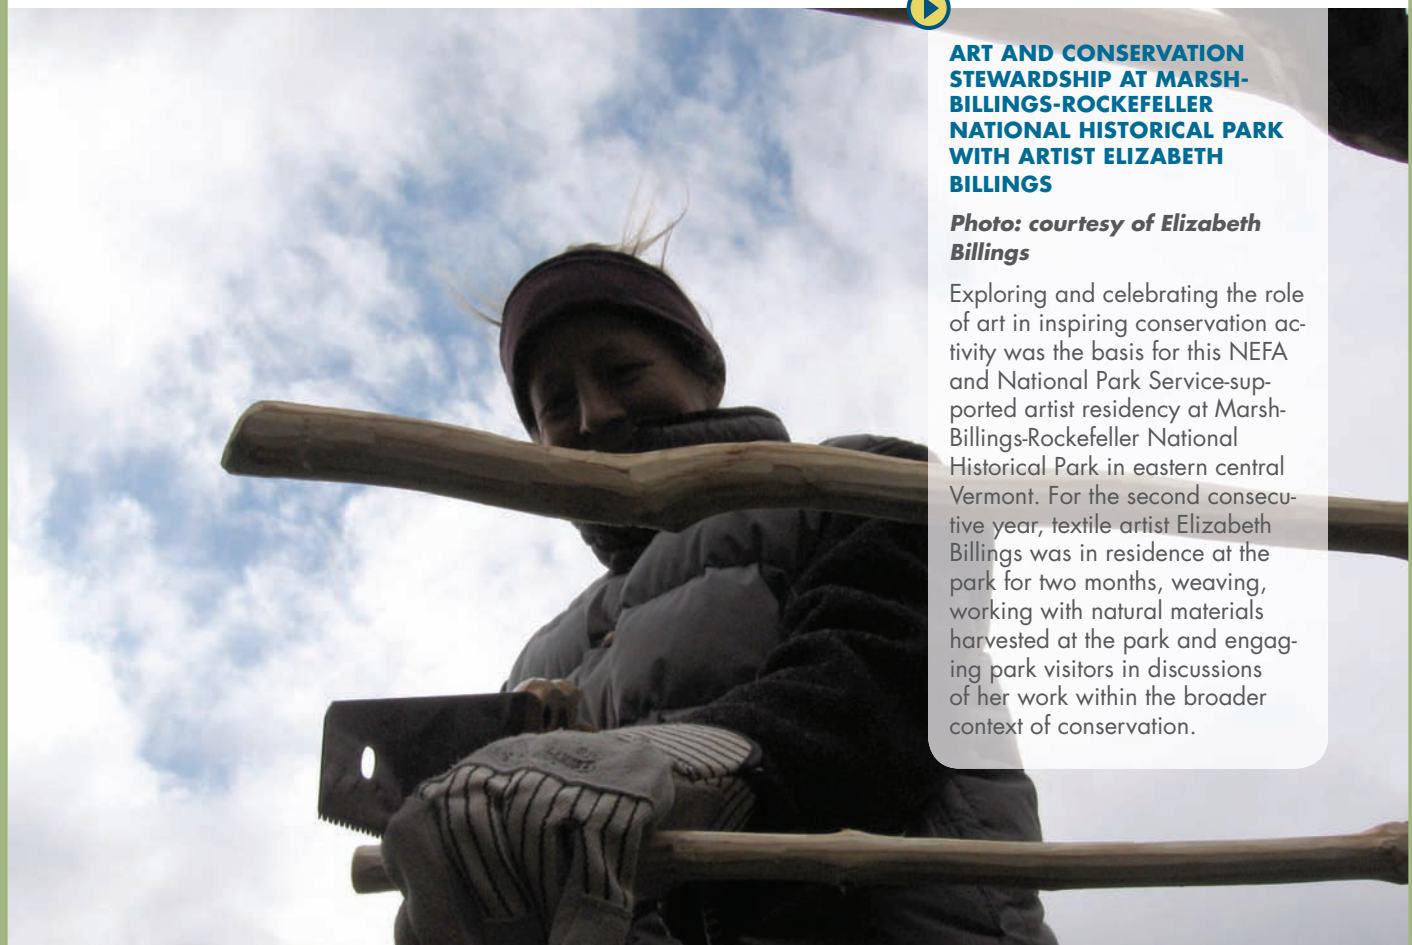 ART AND CONSERVATION
STEWARDSHIP AT MARSH-
BILLINGS-ROCKEFELLER
NATIONAL HISTORICAL PARK
WITH ARTIST ELIZABETH
BILLINGS
Photo: courtesy of Elizabeth
Billings
Exploring and celebrating the role
of art in inspiring conservation ac-
tivity was the basis for this NEFA
and National Park Service-sup-
ported artist residency at Marsh-
Billings-Rockefeller National
Historical Park in eastern central
Vermont. For the second consecu-
tive year, textile artist Elizabeth
Billings was in residence at the
park for two months, weaving,
working with natural materials
harvested at the park and engag-
ing park visitors in discussions
of her work within the broader
context of conservation.